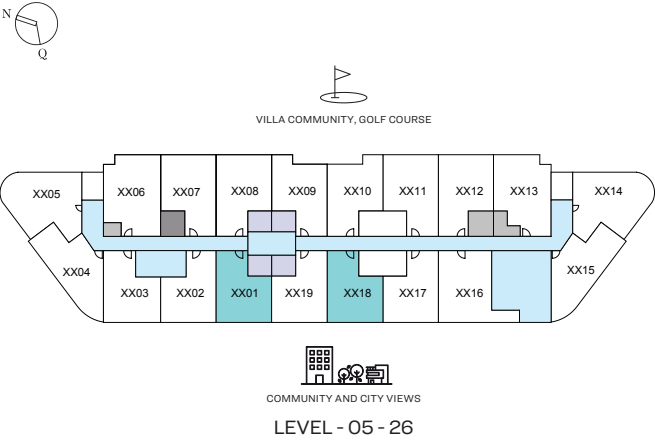 N
Q
VILLA COMMUNITY, GOLF COURSE
XX05
XX06
XX07
XX08
XX09
XX10
XX11
XX12
XX13
XX14
XX04
XX03
XX02
XX01
XX19
XX18
XX17
XX16
XX15
COMMUNITY AND CITY VIEWS
LEVEL - 05 - 26